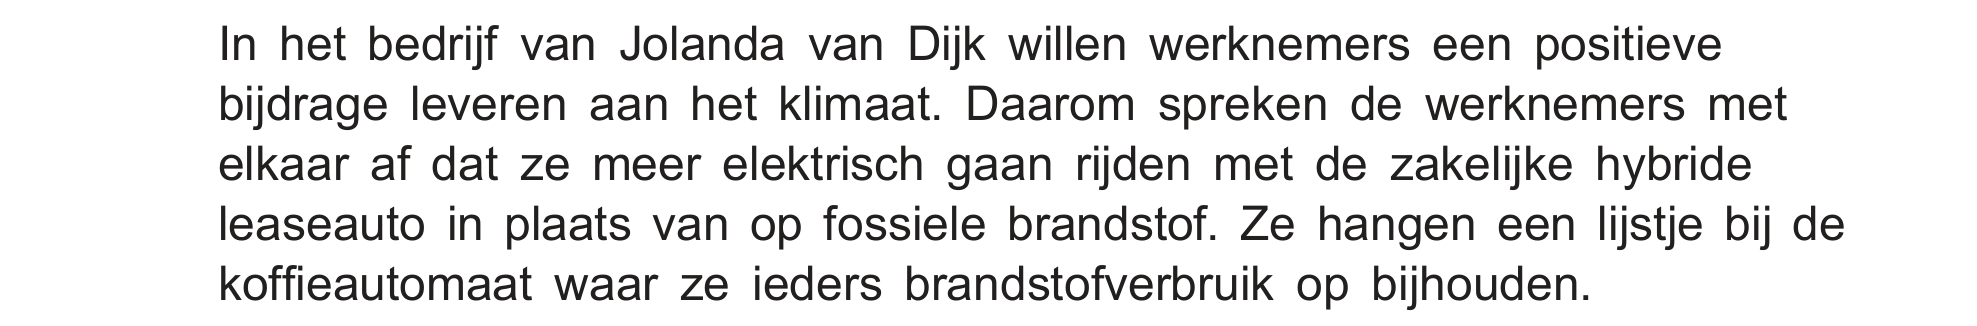 In het bedrijf van Jolanda van Dijk willen werknemers een positieve
bijdrage leveren aan het klimaat. Daarom spreken de werknemers met
elkaar af dat ze meer elektrisch gaan rijden met de zakelijke hybride
leaseauto in plaats van op fossiele brandstof. Ze hangen een lijstje bij de
koffieautomaat waar ze ieders brandstofverbruik op bijhouden.